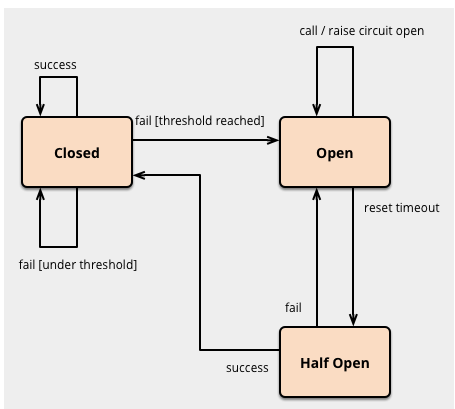 call / raise circuit open
success
fail [threshold reached]
Closed
Open
reset timeout
fail [under threshold]
fail
success
Half Open